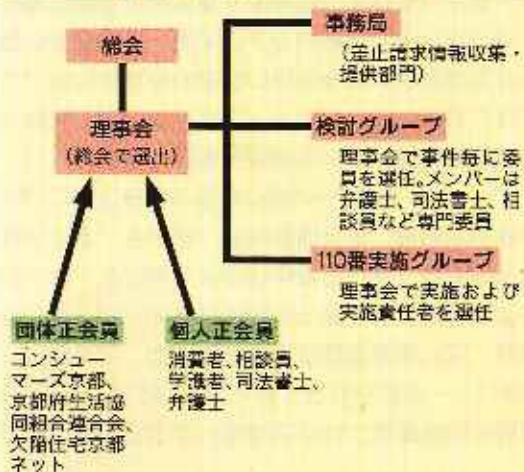 総会
理事会
(総会で選出)
事務局
(差止請求情報収集・
提供部門)
検討グループ
理事会で事件毎に委
員を選任。メンバーは
弁護士、司法書士、相
談員など専門委員
110番実施グループ
理事会で実施および
実施責任者を選任
団体正会員
コンシュー
マーズ京都、
京都府生活協
同組合連合会、
欠陥住宅京都
ネット
個人正会員
消費者、相談員、
学識者、司法書士、
弁護士